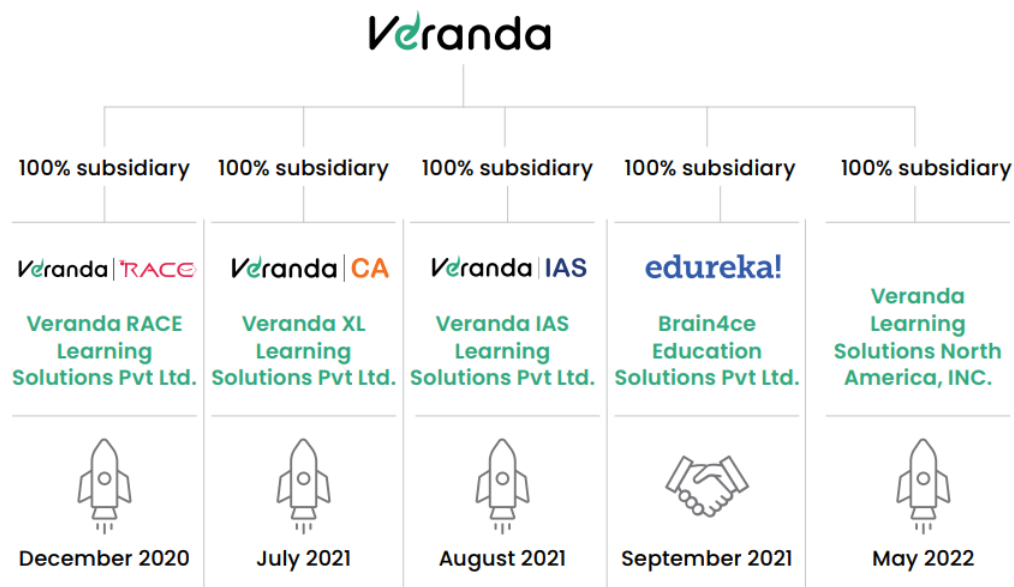 Veranda
100% subsidiary
100% subsidiary
100% subsidiary
100% subsidiary
100% subsidiary
Veranda RACE
Veranda RACE
Learning
Solutions Pvt Ltd.
December 2020
Veranda CA
Veranda XL
Learning
Solutions Pvt Ltd.
July 2021
Veranda IAS
Veranda IAS
Learning
Solutions Pvt Ltd.
August 2021
edureka!
Brain4ce
Education
Solutions Pvt Ltd.
September 2021
Veranda
Learning
Solutions North
America, INC.
May 2022